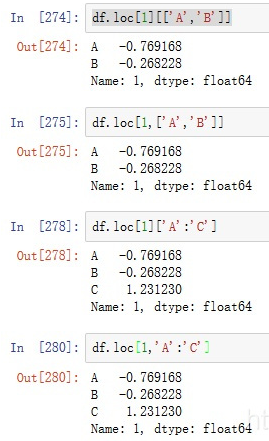 In [274]: df.loc[1][['A','B']]
Out[274]: A   -0.769168
B   -0.268228
Name: 1, dtype: float64
In [275]: df.loc[1,['A','B']]
Out[275]: A   -0.769168
B   -0.268228
Name: 1, dtype: float64
In [278]: df.loc[1]['A':'C']
Out[278]: A   -0.769168
B   -0.268228
C    1.231230
Name: 1, dtype: float64
In [280]: df.loc[1,'A':'C']
Out[280]: A   -0.769168
B   -0.268228
C    1.231230
Name: 1, dtype: float64